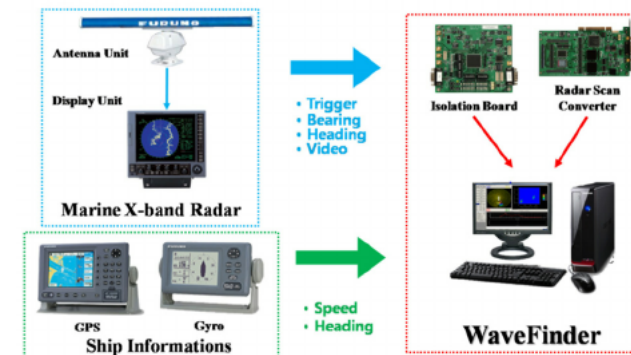 FURUNO
Antenna Unit
Display Unit
Marine X-band Radar
• Trigger
• Bearing
• Heading
• Video
Isolation Board
Radar Scan
Converter
GPS
Gyro
Ship Informations
• Speed
• Heading
WaveFinder